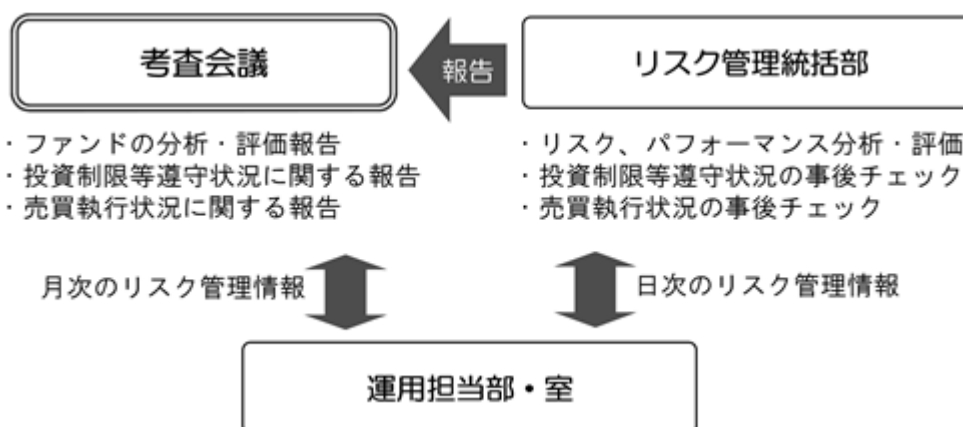 考査会議
報告
リスク管理統括部
・ファンドの分析・評価報告
・投資制限等遵守状況に関する報告
・売買執行状況に関する報告
・リスク、パフォーマンス分析・評価
・投資制限等遵守状況の事後チェック
・売買執行状況の事後チェック
月次のリスク管理情報
日次のリスク管理情報
運用担当部・室